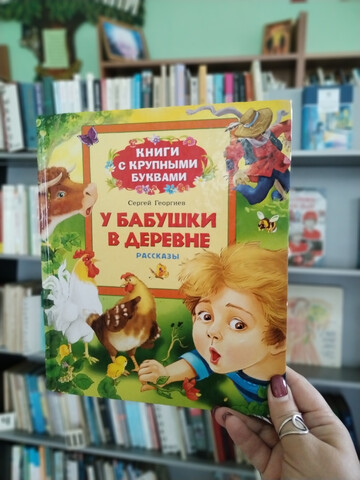 КНИГИ
С КРУПНЫМИ
БУКВАМИ
Сергей Георгиев
У БАБУШКИ
В ДЕРЕВНЕ
РАССКАЗЫ